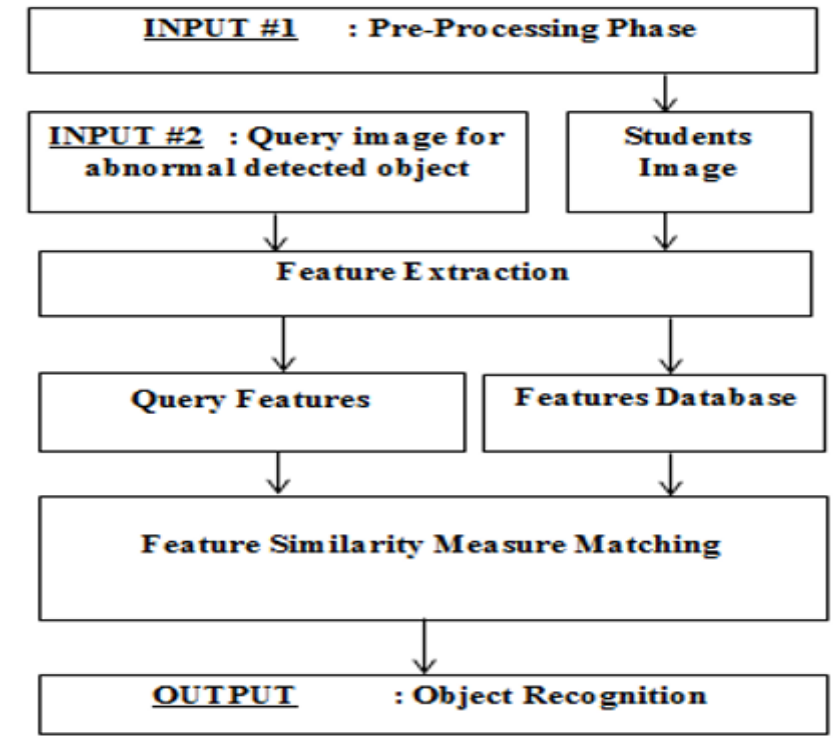 INPUT #1 : Pre-Processing Phase
INPUT #2 : Query image for
abnormal detected object
Students
Image
Feature Extraction
Query Features
Features Database
Feature Similarity Measure Matching
OUTPUT : Object Recognition